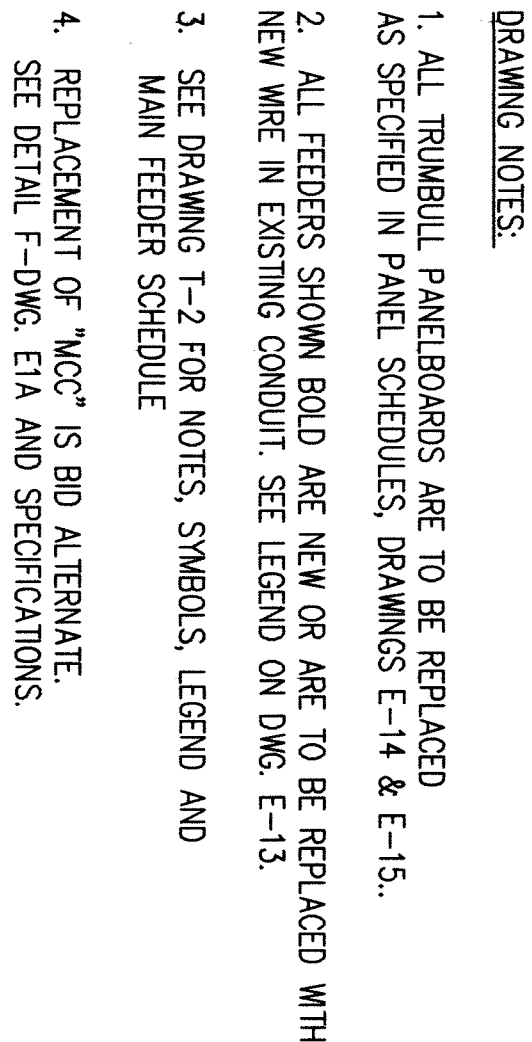 DRAWING NOTES:
1. ALL TRUMBULL PANELBOARDS ARE TO BE REPLACED
AS SPECIFIED IN PANEL SCHEDULES, DRAWINGS E-14 & E-15..
2. ALL FEEDERS SHOWN BOLD ARE NEW OR ARE TO BE REPLACED WITH
NEW WIRE IN EXISTING CONDUIT. SEE LEGEND ON DWG. E-13.
3. SEE DRAWING T-2 FOR NOTES, SYMBOLS, LEGEND AND
MAIN FEEDER SCHEDULE
4. REPLACEMENT OF "MCC" IS BID ALTERNATE.
SEE DETAIL F-DWG. E1A AND SPECIFICATIONS.